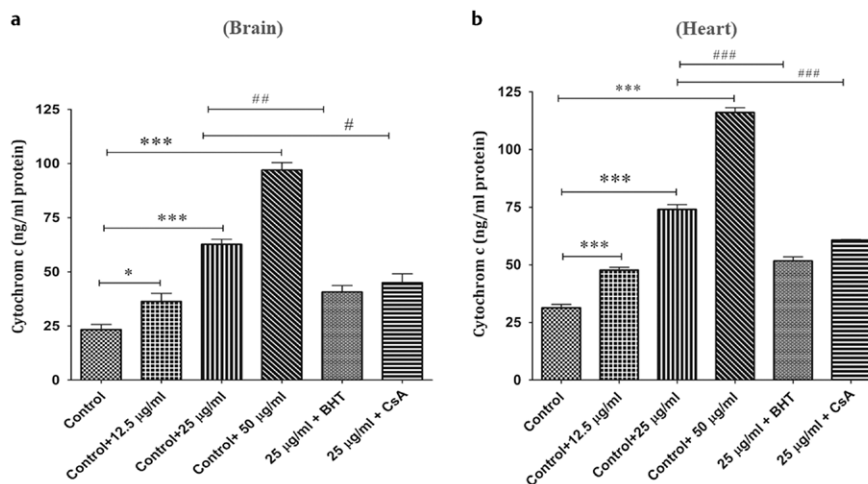 a
(Brain)
Cytochrom c (ng/ml protein)
125
100
75
50
25
0
##
#
***
***
*
Control
Control+12.5 µg/ml
Control+25 µg/ml
Control+ 50 µg/ml
25 µg/ml + BHT
25 µg/ml + CsA
b
(Heart)
Cytochrom c (ng/ml protein)
125
100
75
50
25
0
###
###
***
***
***
Control
Control+12.5 µg/ml
Control+25 µg/ml
Control+ 50 µg/ml
25 µg/ml + BHT
25 µg/ml + CsA